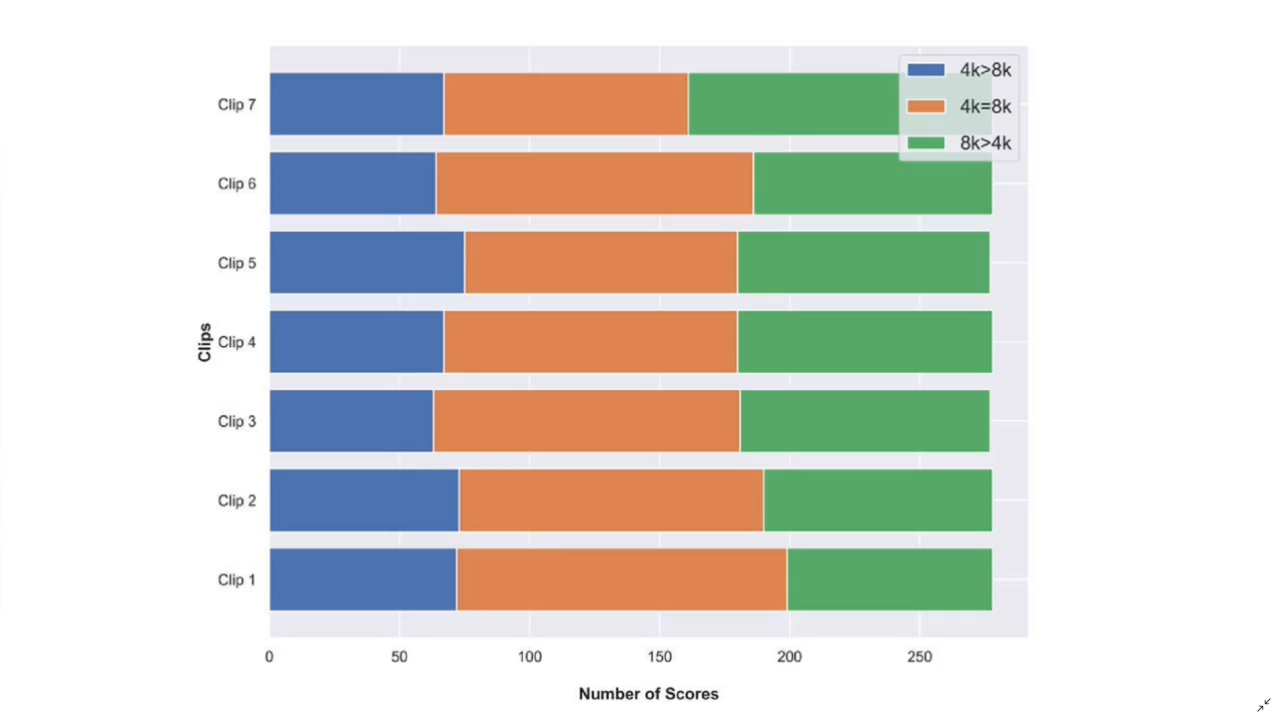 4k>8k
4k=8k
8k>4k
Clip 7
Clip 6
Clip 5
Clip 4
Clip 3
Clip 2
Clip 1
Clips
0 50 100 150 200 250
Number of Scores